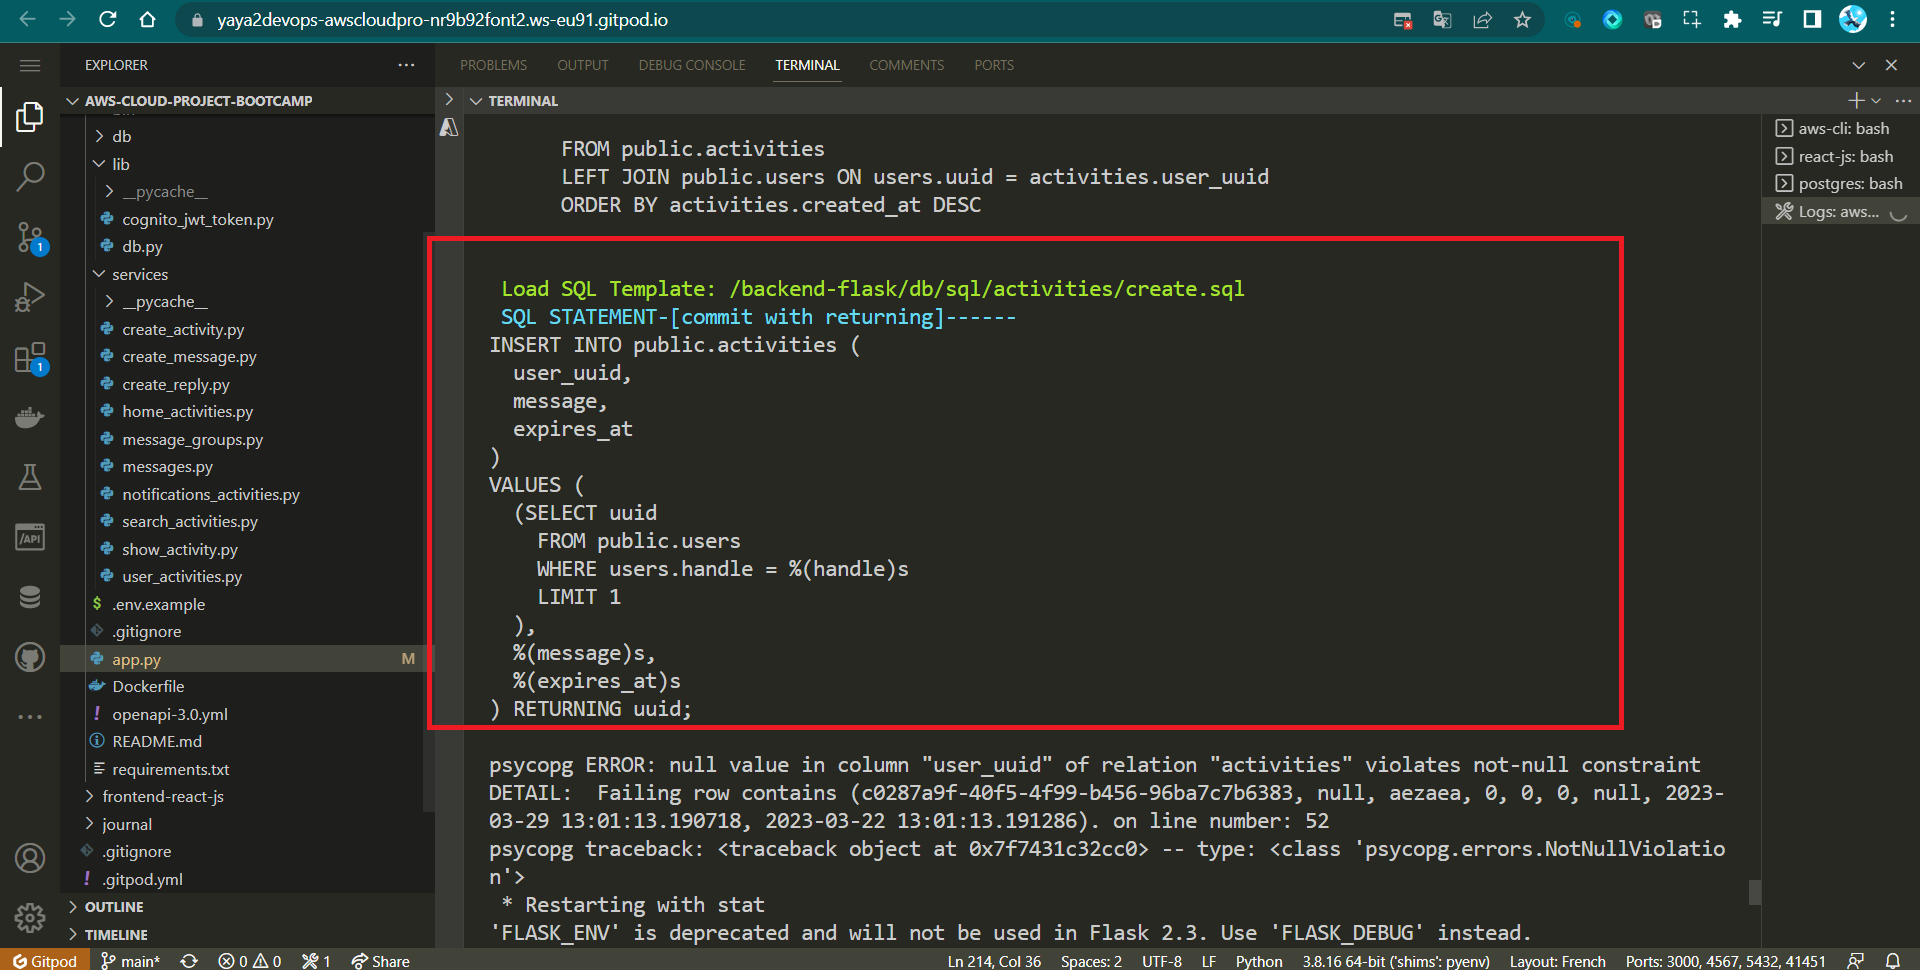 yaya2devops-awscloudpro-nr9b92font2.ws-eu91.gitpod.io
EXPLORER
PROBLEMS
OUTPUT
DEBUG CONSOLE
TERMINAL
COMMENTS
PORTS
AWS-CLOUD-PROJECT-BOOTCAMP
db
lib
__pycache__
cognito_jwt_token.py
db.py
services
__pycache__
create_activity.py
create_message.py
create_reply.py
home_activities.py
message_groups.py
messages.py
notifications_activities.py
search_activities.py
show_activity.py
user_activities.py
.env.example
.gitignore
app.py M
Dockerfile
openapi-3.0.yml
README.md
requirements.txt
frontend-react-js
journal
.gitignore
.gitpod.yml
OUTLINE
TIMELINE
1
1
/API
TERMINAL
FROM public.activities
LEFT JOIN public.users ON users.uuid = activities.user_uuid
ORDER BY activities.created_at DESC
Load SQL Template: /backend-flask/db/sql/activities/create.sql
SQL STATEMENT-[commit with returning]------
INSERT INTO public.activities (
user_uuid,
message,
expires_at
)
VALUES (
(SELECT uuid
FROM public.users
WHERE users.handle = %(handle)s
LIMIT 1
),
%(message)s,
%(expires_at)s
) RETURNING uuid;
psycopg ERROR: null value in column "user_uuid" of relation "activities" violates not-null constraint
DETAIL:  Failing row contains (c0287a9f-40f5-4f99-b456-96ba7c7b6383, null, aezaea, 0, 0, 0, null, 2023-
03-29 13:01:13.190718, 2023-03-22 13:01:13.191286). on line number: 52
psycopg traceback: <traceback object at 0x7f7431c32cc0> -- type: <class 'psycopg.errors.NotNullViolatio
n'>
* Restarting with stat
'FLASK_ENV' is deprecated and will not be used in Flask 2.3. Use 'FLASK_DEBUG' instead.
aws-cli: bash
react-js: bash
postgres: bash
Logs: aws...
Gitpod
main*
0 0
1
Share
Ln 214, Col 36
Spaces: 2
UTF-8
LF
Python
3.8.16 64-bit ('shims': pyenv)
Layout: French
Ports: 3000, 4567, 5432, 41451